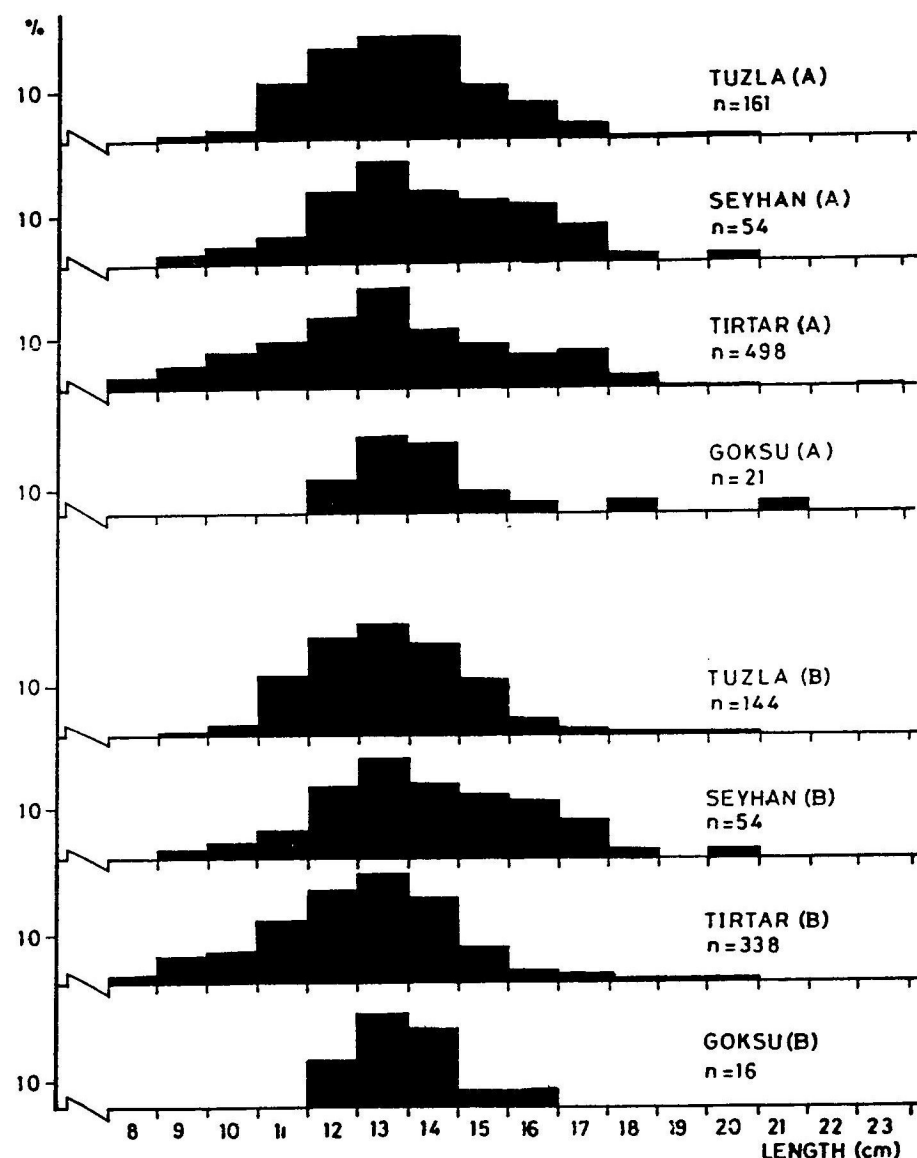 %
10
TUZLA (A)
n=161
10
SEYHAN (A)
n=54
10
TIRTAR (A)
n=498
10
GOKSU (A)
n=21
10
TUZLA (B)
n=144
10
SEYHAN (B)
n=54
10
TIRTAR (B)
n=338
10
GOKSU (B)
n=16
8 9 10 11 12 13 14 15 16 17 18 19 20 21 22 23
LENGTH (cm)